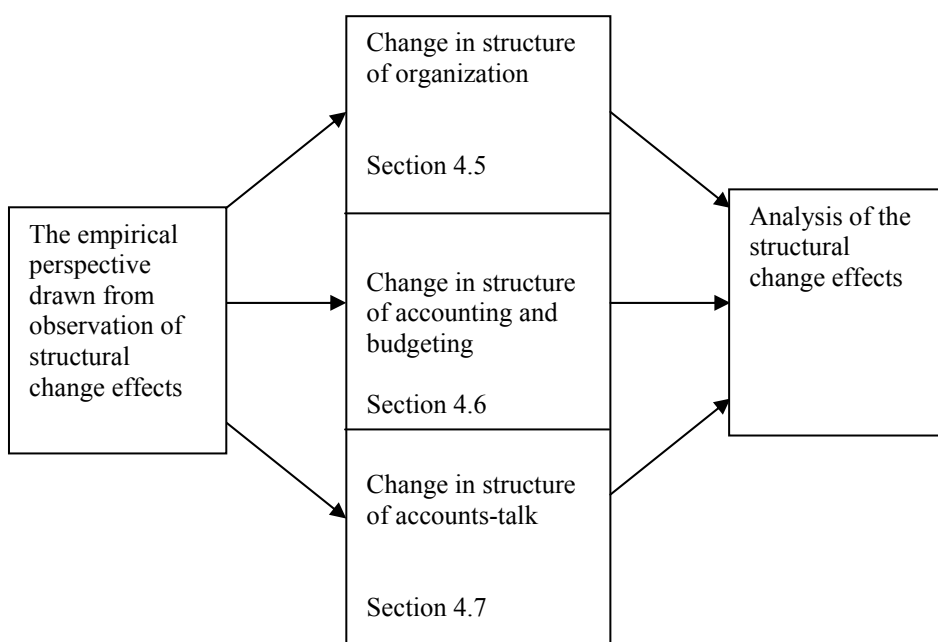 The empirical
perspective
drawn from
observation of
structural
change effects
Change in structure
of organization
Section 4.5
Change in structure
of accounting and
budgeting
Section 4.6
Change in structure
of accounts-talk
Section 4.7
Analysis of the
structural
change effects